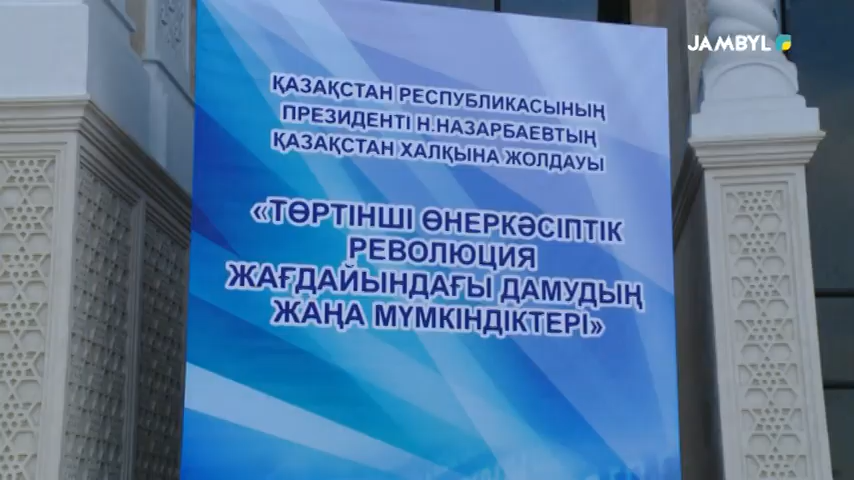 JAMBYL
ҚАЗАҚСТАН РЕСПУБЛИКАСЫНЫҢ
ПРЕЗИДЕНТІ Н.НАЗАРБАЕВТЫҢ
ҚАЗАҚСТАН ХАЛҚЫНА ЖОЛДАУЫ
«ТӨРТІНШІ ӨНЕРКӘСІПТІК
РЕВОЛЮЦИЯ
ЖАҒДАЙЫНДАҒЫ ДАМУДЫҢ
ЖАҢА МҮМКІНДІКТЕРІ»